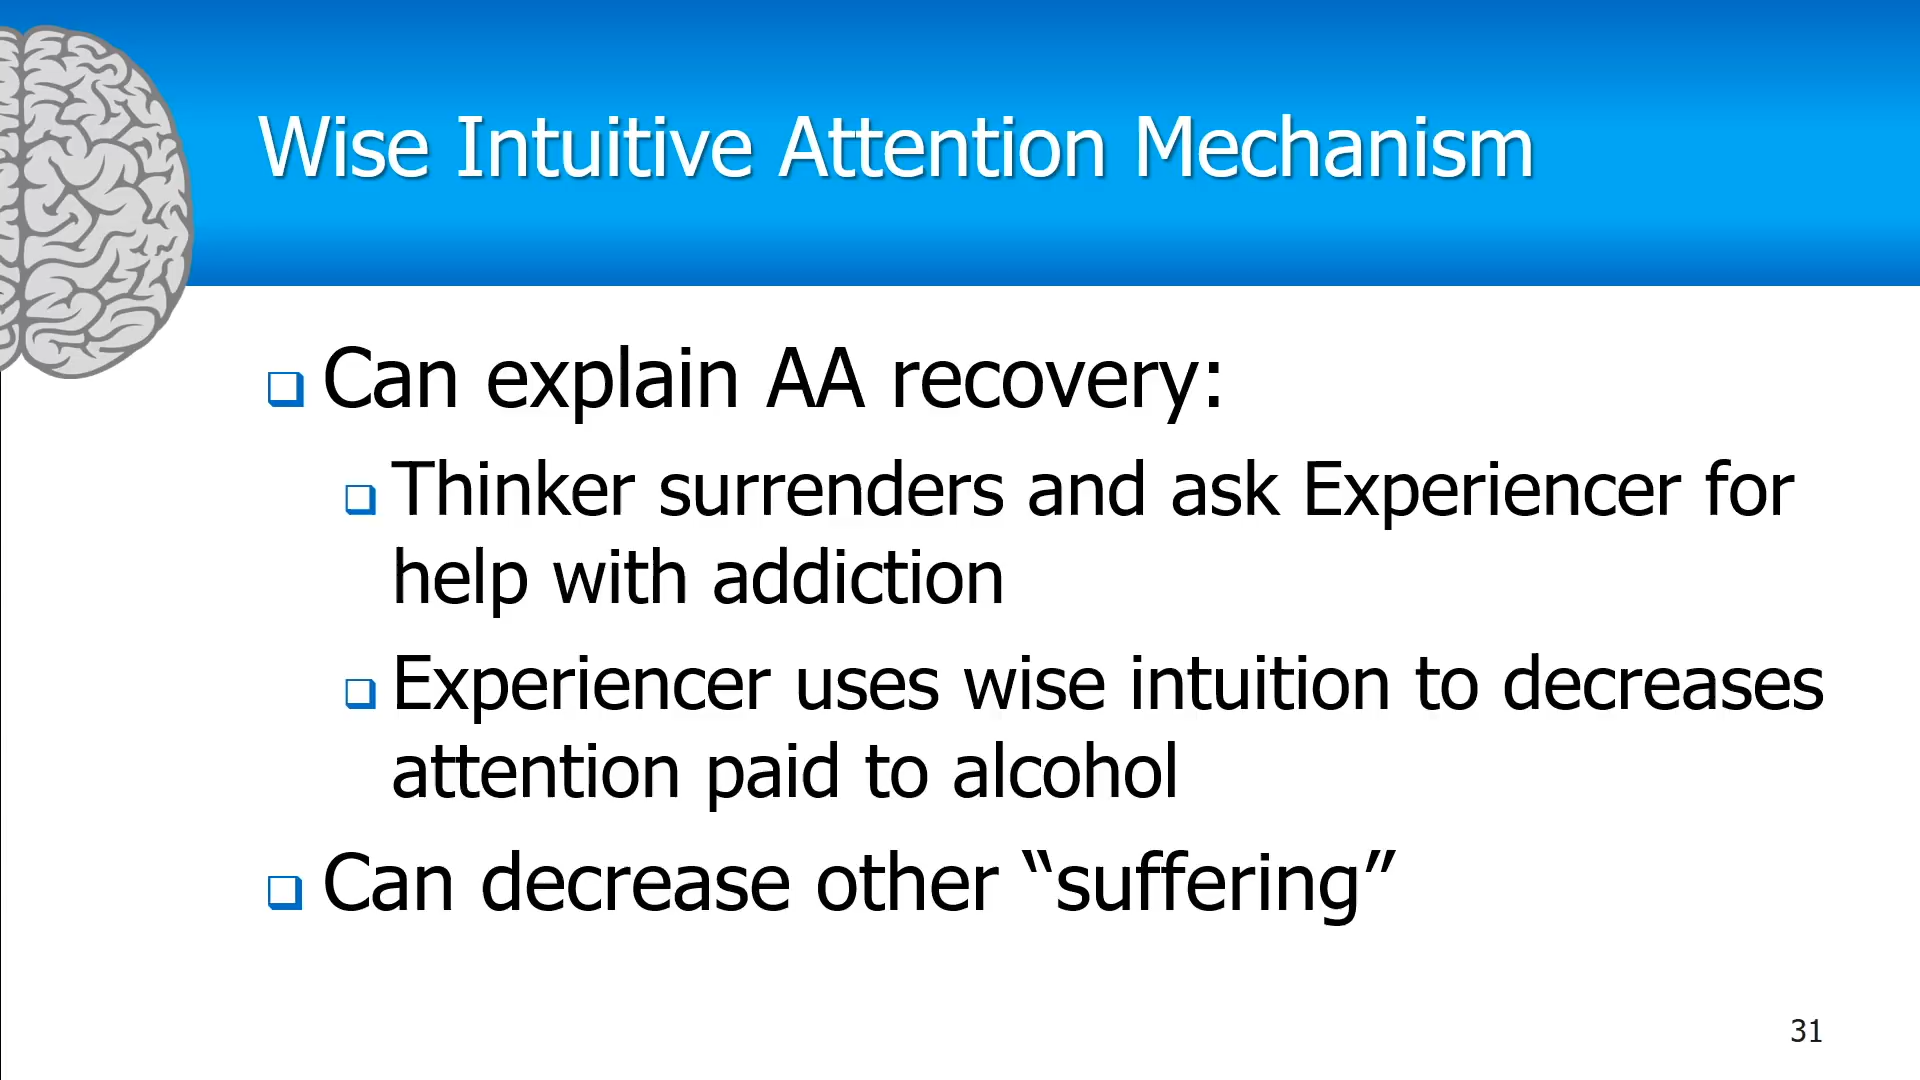 Wise Intuitive Attention Mechanism
Can explain AA recovery:
Thinker surrenders and ask Experiencer for
help with addiction
Experiencer uses wise intuition to decreases
attention paid to alcohol
Can decrease other “suffering”
31